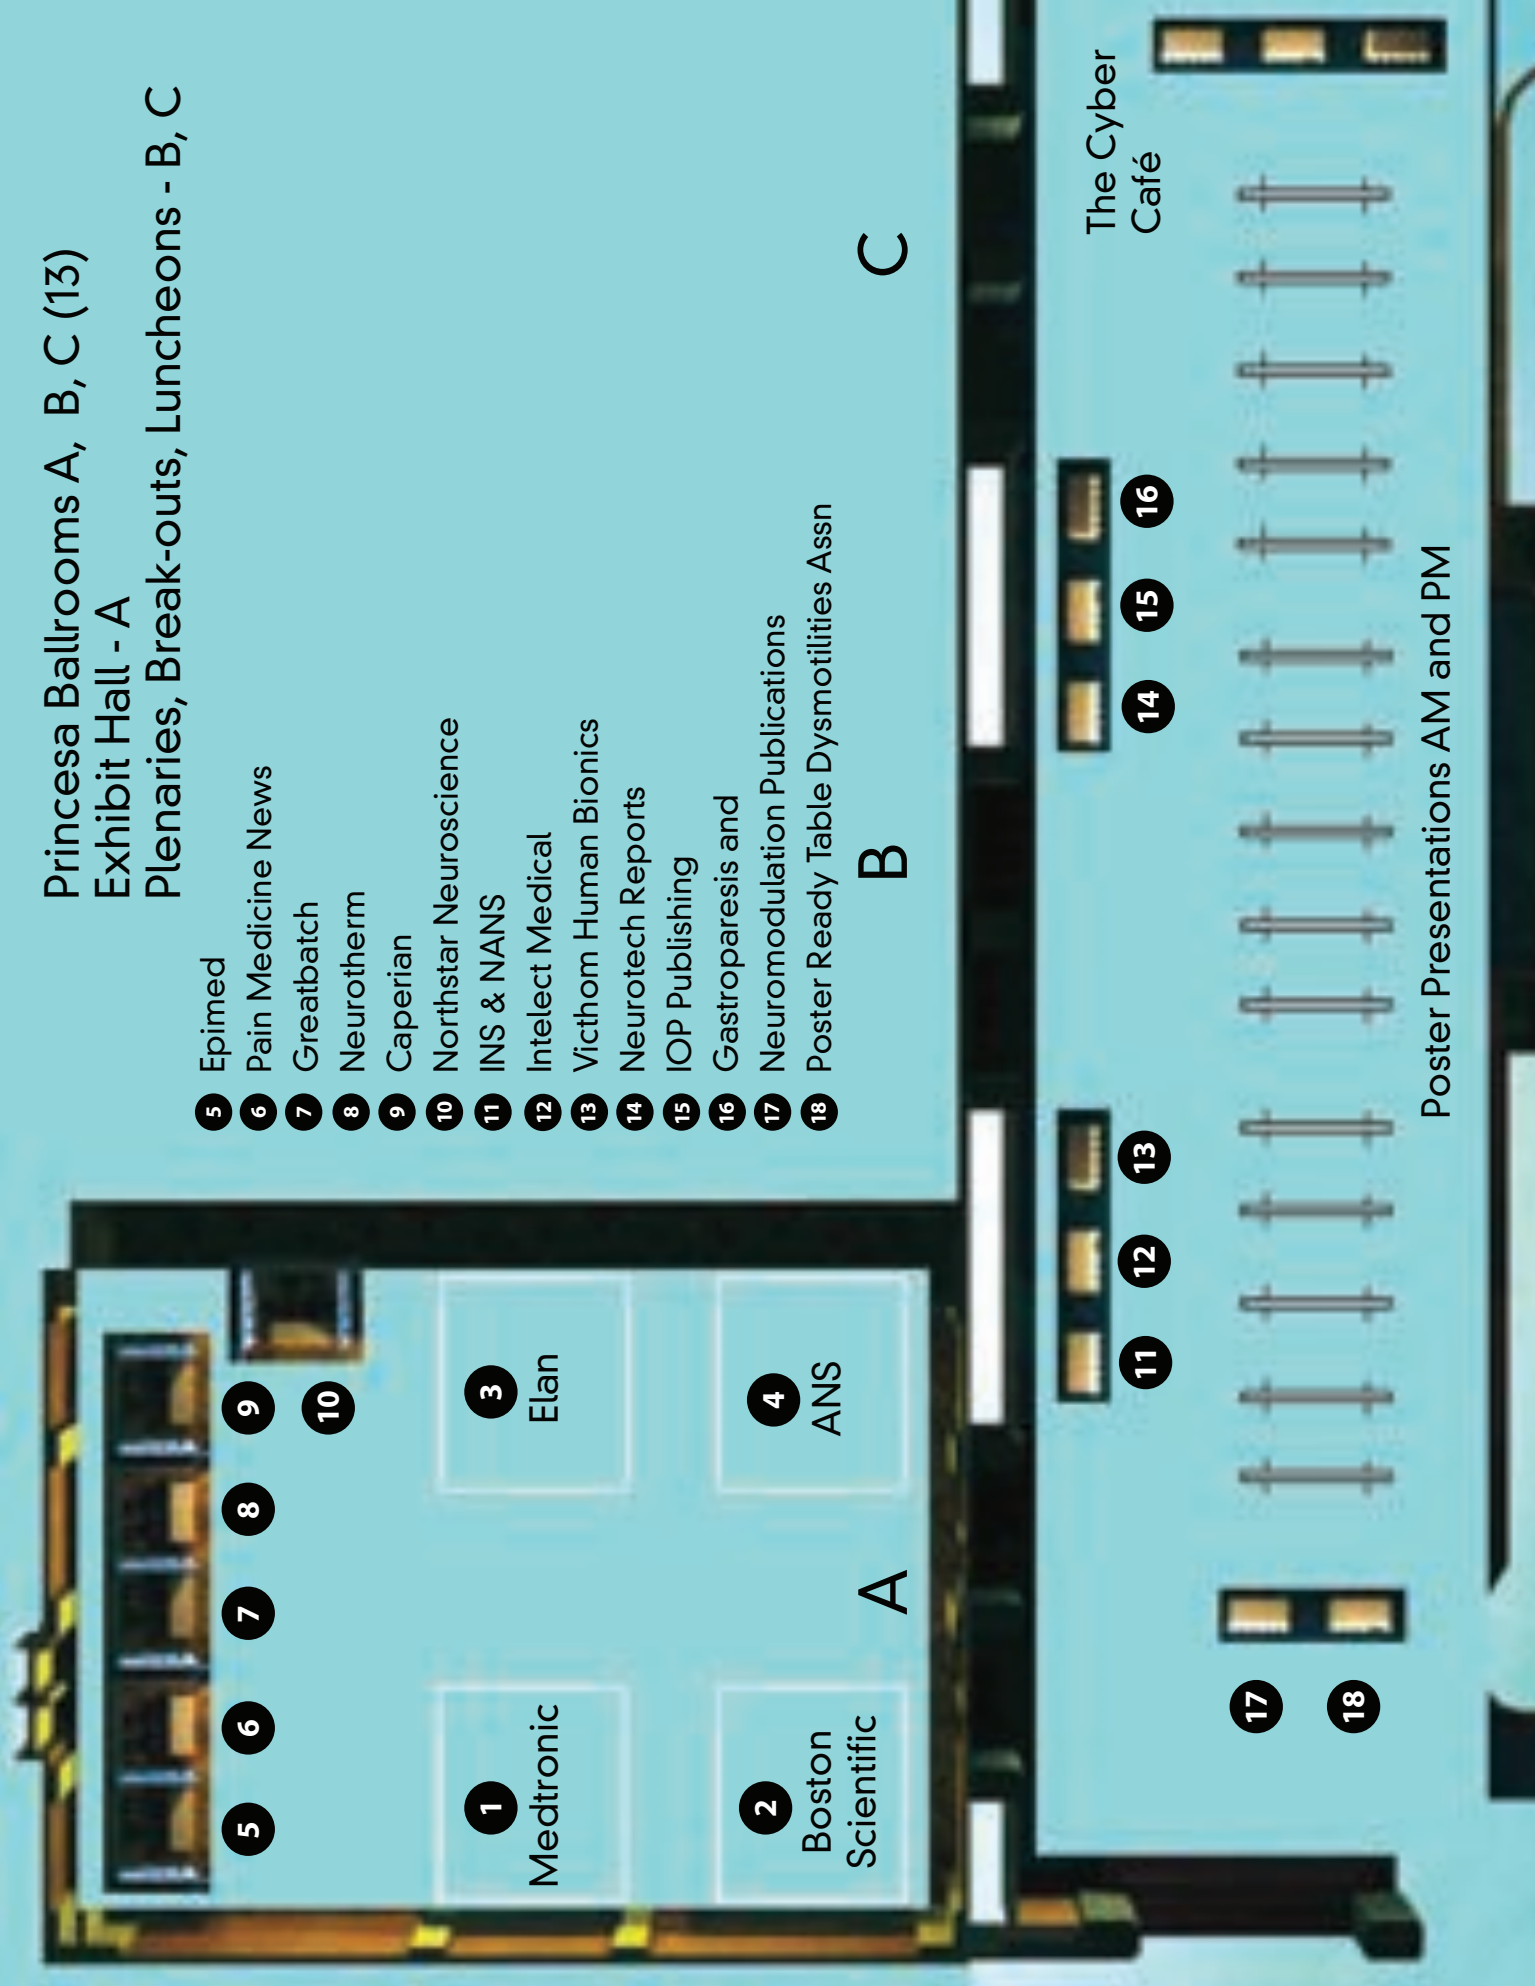 Princesa Ballrooms A, B, C (13)
Exhibit Hall - A
Plenaries, Break-outs, Luncheons - B, C
5 Epimed
6 Pain Medicine News
7 Greatbatch
8 Neurotherm
9 Caperian
10 Northstar Neuroscience
11 INS & NANS
12 Intelect Medical
13 Victhom Human Bionics
14 Neurotech Reports
15 IOP Publishing
16 Gastroparesis and
17 Neuromodulation Publications
18 Poster Ready Table Dysmotilities Assn
5
6
7
8
9
10
1
Medtronic
3
Elan
2
Boston
Scientific
4
ANS
A
B
C
11
12
13
14
15
16
The Cyber
Café
17
18
Poster Presentations AM and PM